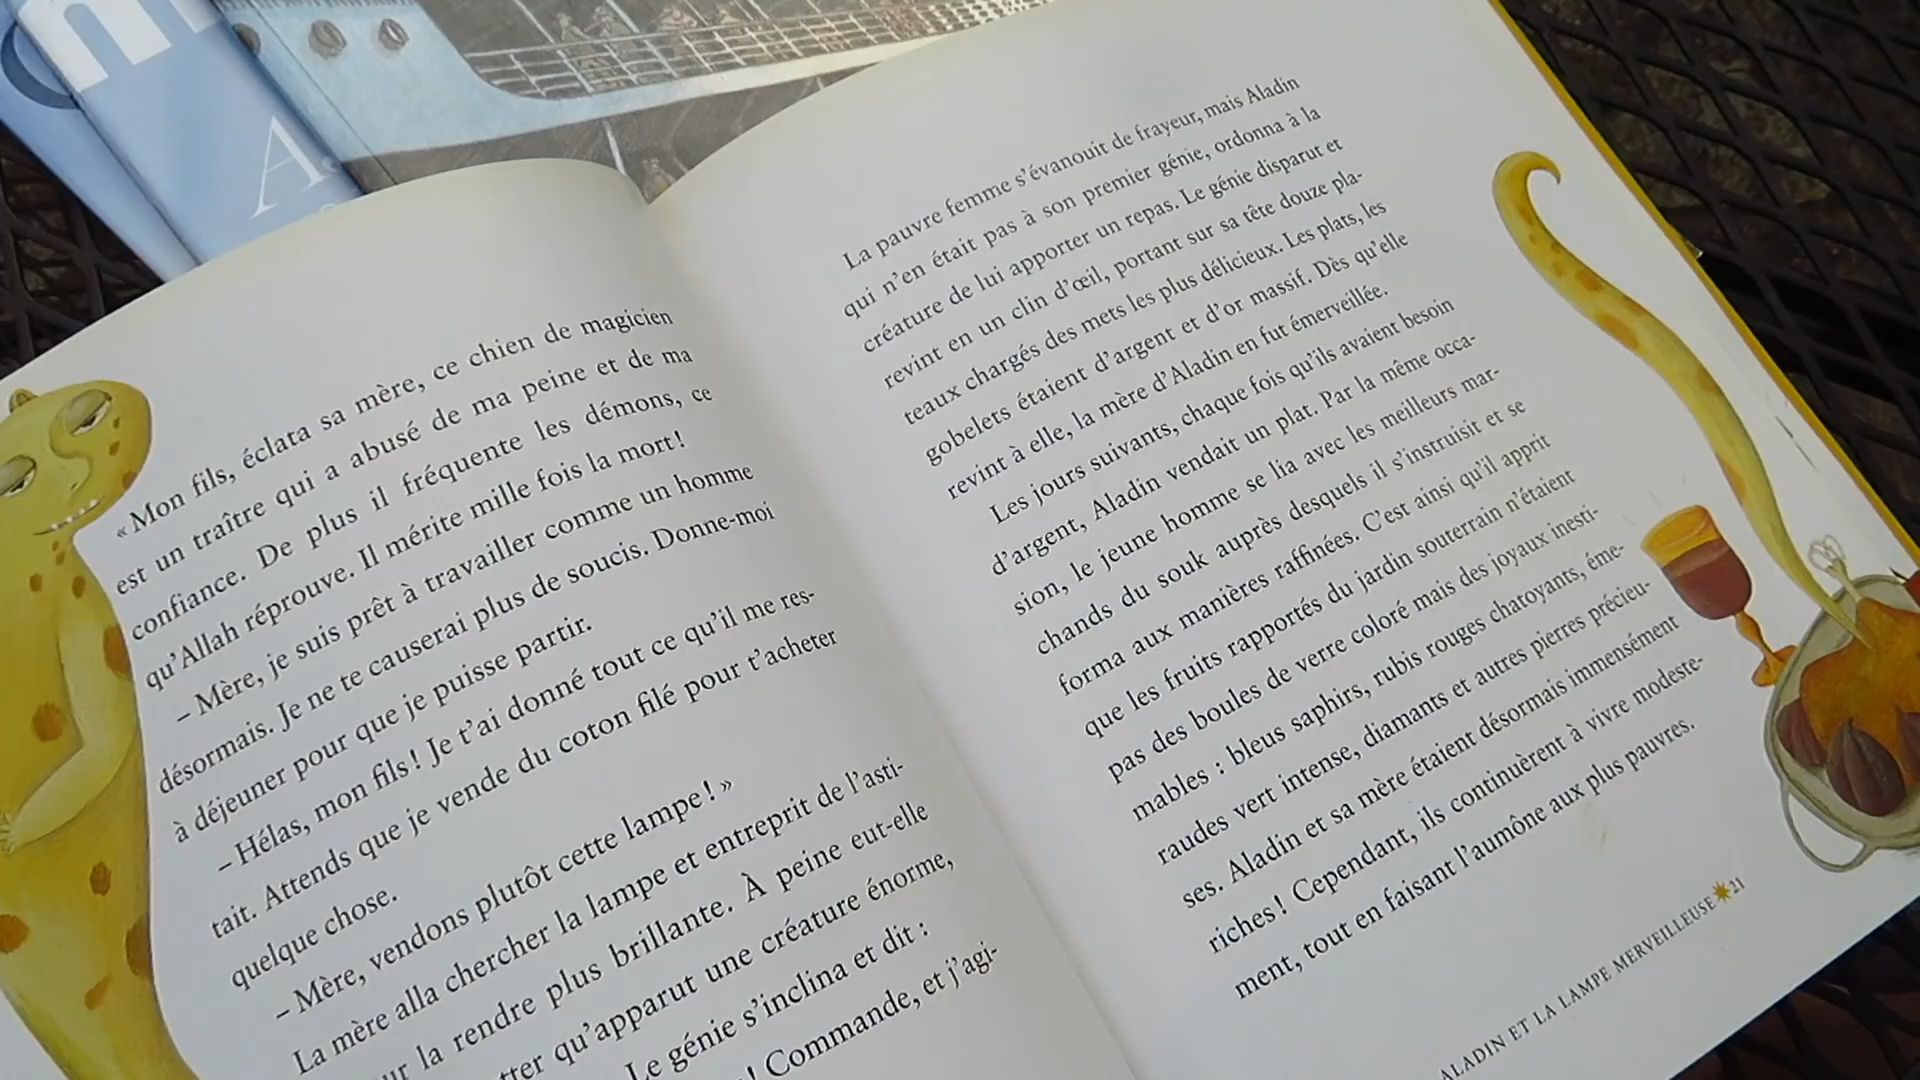 « Mon fils, éclata sa mère, ce chien de magicien
est un traître qui a abusé de ma peine et de ma
confiance. De plus il fréquente les démons, ce
qu'Allah réprouve. Il mérite mille fois la mort !
– Mère, je suis prêt à travailler comme un homme
désormais. Je ne te causerai plus de soucis. Donne-moi
à déjeuner pour que je puisse partir.
– Hélas, mon fils ! Je t'ai donné tout ce qu'il me res-
tait. Attends que je vende du coton filé pour t'acheter
quelque chose.
– Mère, vendons plutôt cette lampe ! »
La mère alla chercher la lampe et entreprit de l'asti-
la rendre plus brillante. À peine eut-elle
qu'apparut une créature énorme,
Le génie s'inclina et dit :
! Commande, et j'agi-
La pauvre femme s'évanouit de frayeur, mais Aladin
qui n'en était pas à son premier génie, ordonna à la
créature de lui apporter un repas. Le génie disparut et
revint en un clin d'œil, portant sur sa tête douze pla-
teaux chargés des mets les plus délicieux. Les plats, les
gobelets étaient d'argent et d'or massif. Dès qu'elle
revint à elle, la mère d'Aladin en fut émerveillée.
Les jours suivants, chaque fois qu'ils avaient besoin
d'argent, Aladin vendait un plat. Par la même occa-
sion, le jeune homme se lia avec les meilleurs mar-
chands du souk auprès desquels il s'instruisit et se
forma aux manières raffinées. C'est ainsi qu'il apprit
que les fruits rapportés du jardin souterrain n'étaient
pas des boules de verre coloré mais des joyaux inesti-
mables : bleus saphirs, rubis rouges chatoyants, éme-
raudes vert intense, diamants et autres pierres précieu-
ses. Aladin et sa mère étaient désormais immensément
riches ! Cependant, ils continuèrent à vivre modeste-
ment, tout en faisant l'aumône aux plus pauvres.
ALADIN ET LA LAMPE MERVEILLEUSE 21